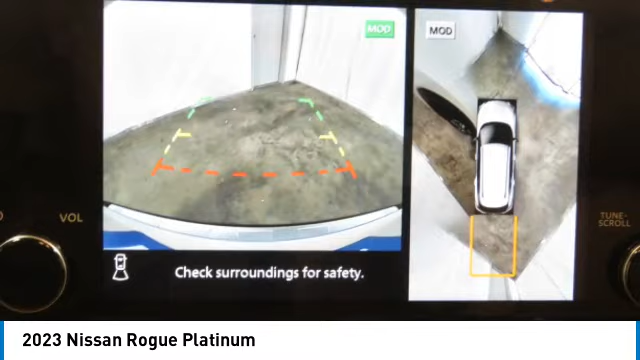 MOD
MOD
VOL
TUNE-
SCROLL
Check surroundings for safety.
2023 Nissan Rogue Platinum